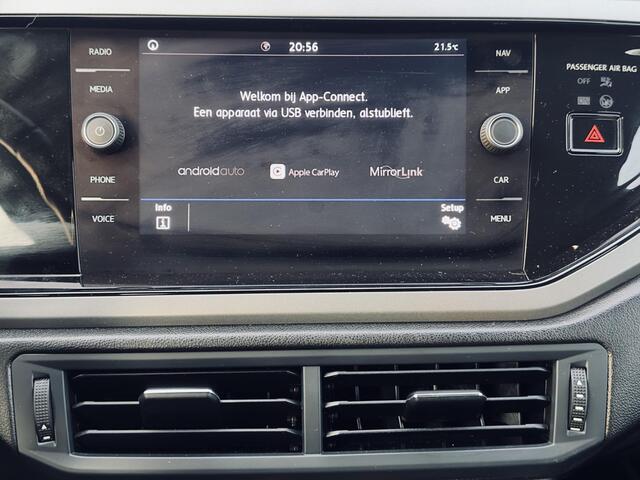 RADIO
20:56
21.5°C
NAV
PASSENGER AIR BAG
OFF
MEDIA
Welkom bij App-Connect.
Een apparaat via USB verbinden, alstublieft.
APP
androidauto
Apple CarPlay
MirrorLink
PHONE
CAR
Info
Setup
VOICE
MENU